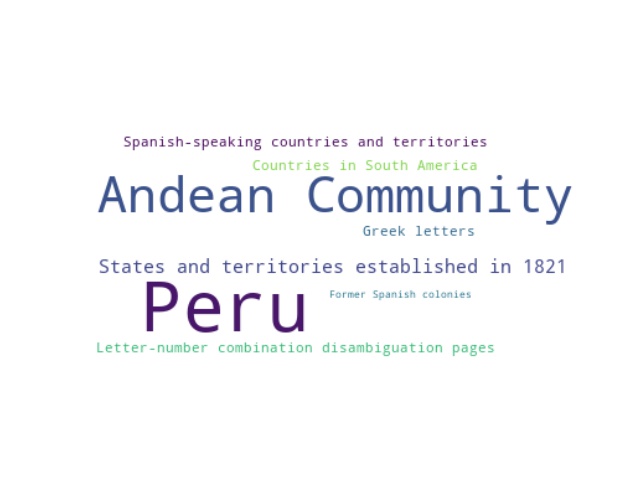 Spanish-speaking countries and territories
Countries in South America
Andean Community
Greek letters
States and territories established in 1821
Peru
Former Spanish colonies
Letter-number combination disambiguation pages